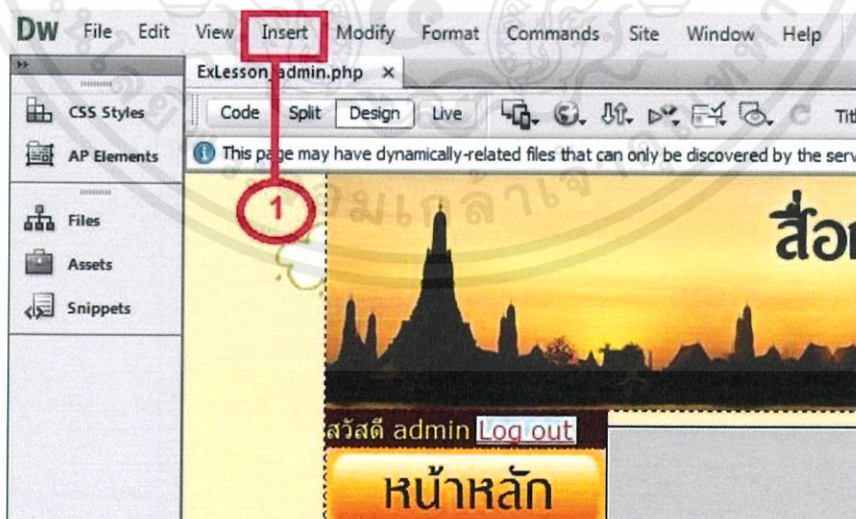 DW File Edit View Insert Modify Format Commands Site Window Help
ExLesson_admin.php ×
CSS Styles
Code Split Design Live
AP Elements
This page may have dynamically-related files that can only be discovered by the serv
1
Files
Assets
Snippets
สวัสดี admin Log out
หน้าหลัก